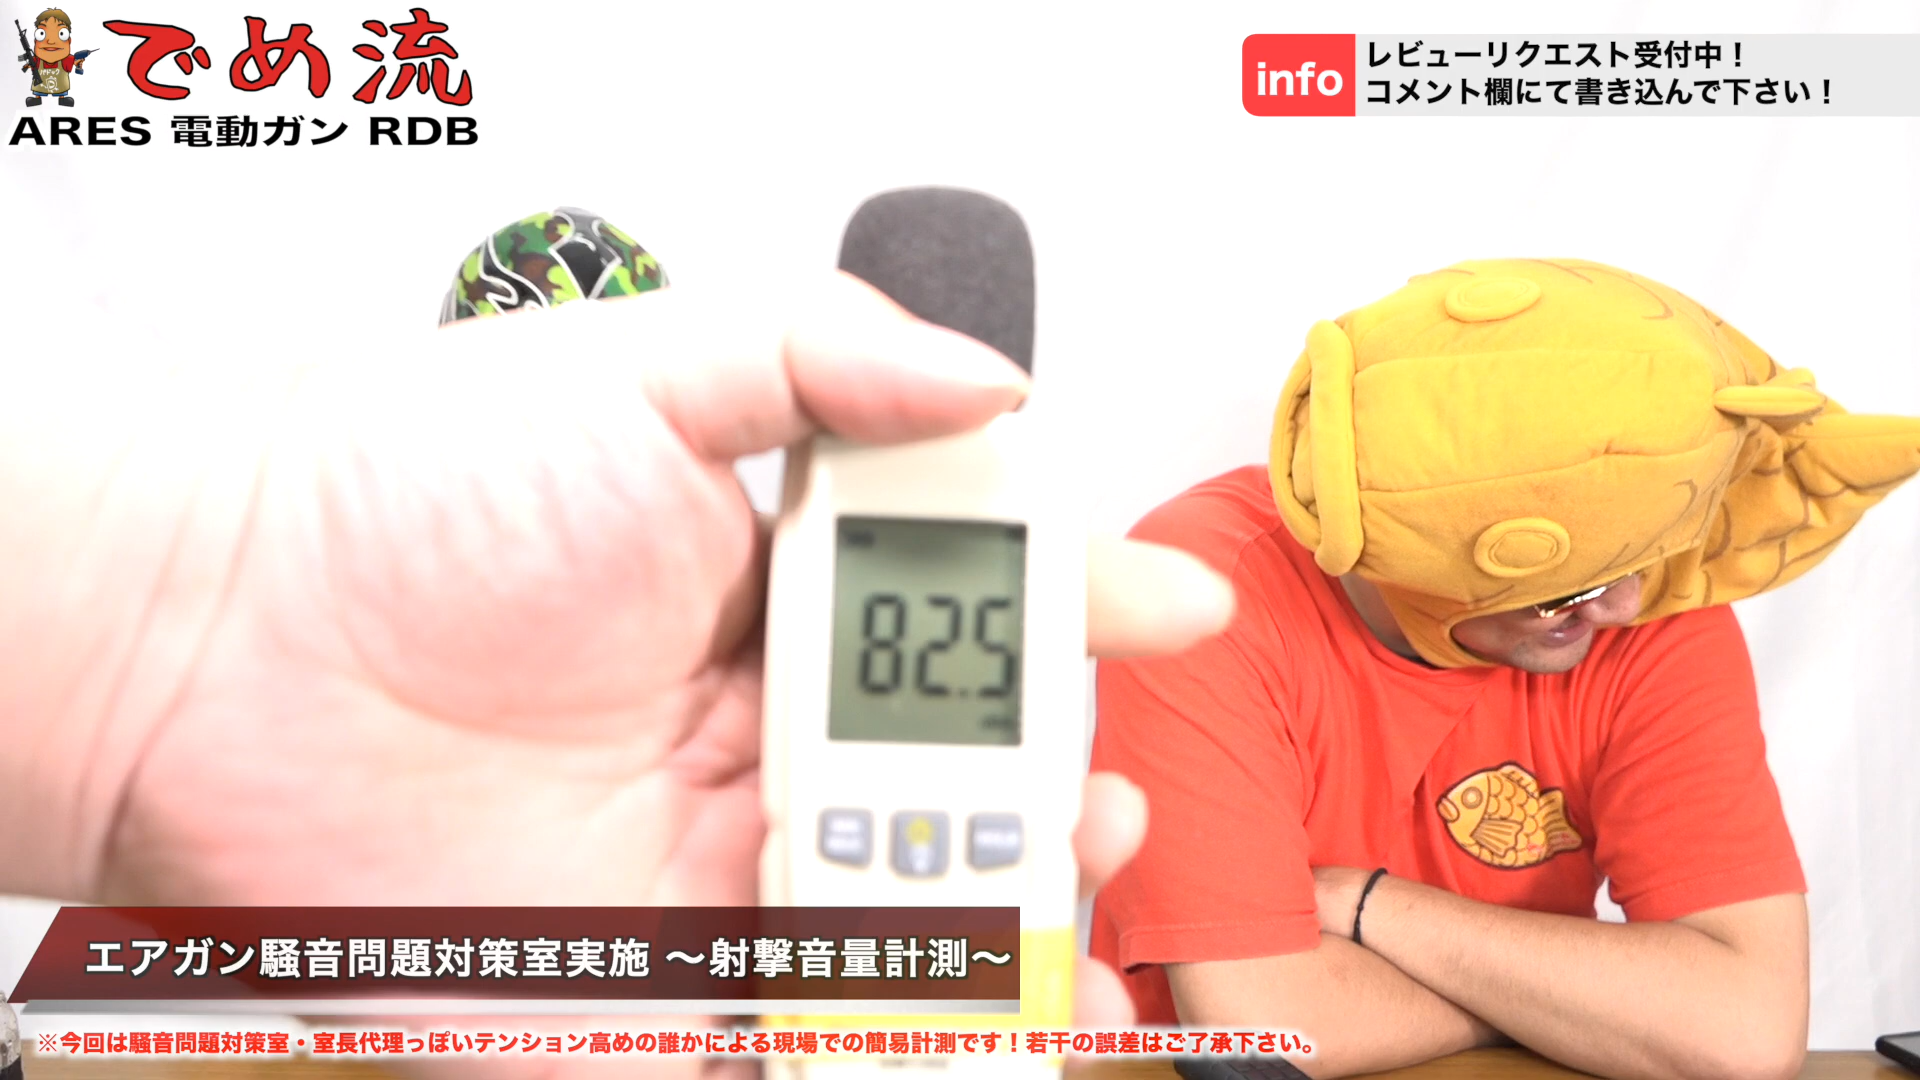 でめ流
ARES 電動ガン RDB
info
レビューリクエスト受付中！
コメント欄にて書き込んで下さい！
82.5
エアガン騒音問題対策室実施 〜射撃音量計測〜
※今回は騒音問題対策室・室長代理っぽいテンション高めの誰かによる現場での簡易計測です！若干の誤差はご了承下さい。